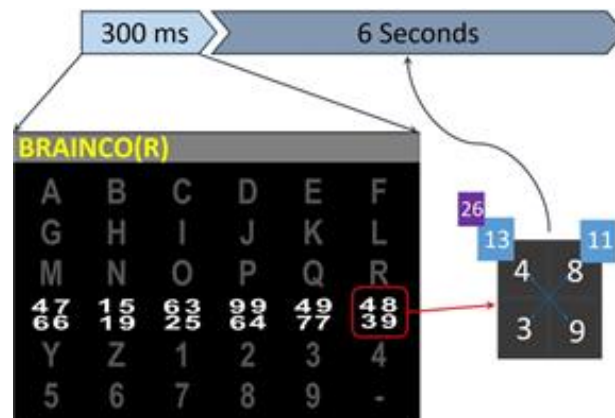 300 ms 6 Seconds
BRAINCO(R)
A B C D E F
G H I J K L
M N O P Q R
47 15 63 99 49 48
66 19 25 64 77 39
Y Z 1 2 3 4
5 6 7 8 9 -
26
13 11
4 8
3 9